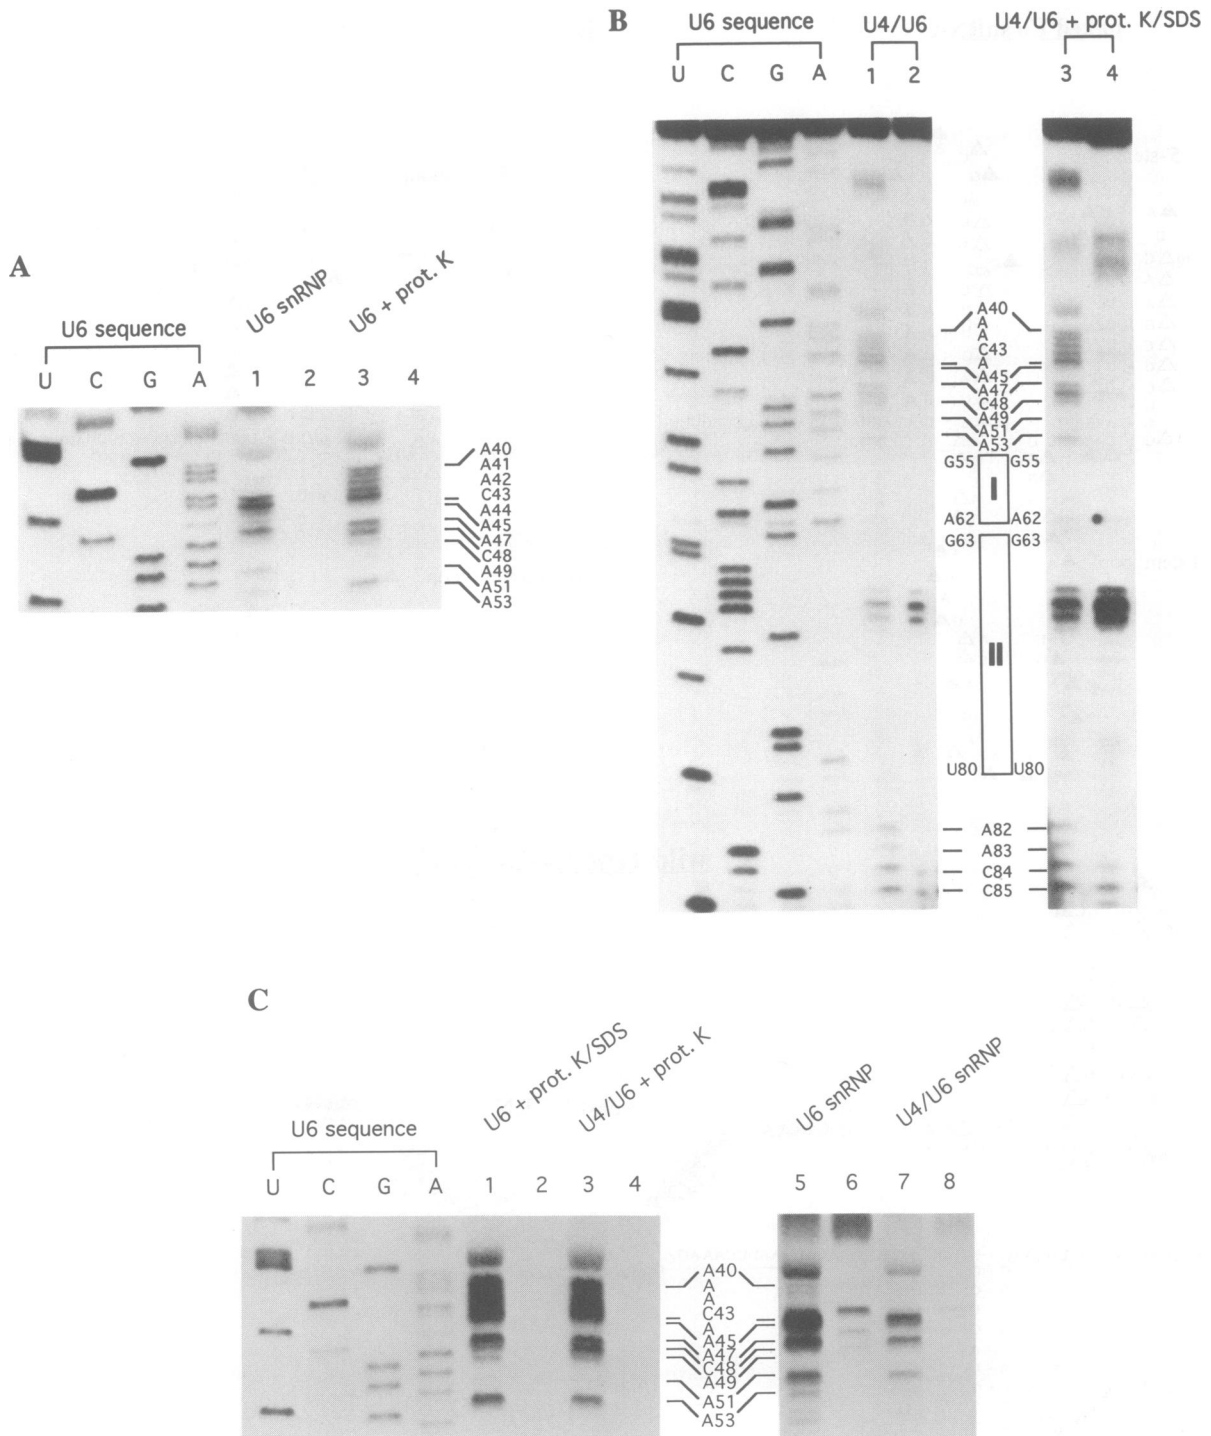 A
U6 sequence
U6 snRNP
U6 + prot. K
U C G A 1 2 3 4
A40
A41
A42
C43
A44
A45
A47
C48
A49
A51
A53
B
U6 sequence U4/U6 U4/U6 + prot. K/SDS
U C G A 1 2 3 4
A40
A
A
C43
A
A45
A47
C48
A49
A51
A53
G55 G55
I
A62 A62
G63 G63
II
U80 U80
A82
A83
C84
C85
C
U6 sequence
U6 + prot. K/SDS
U4/U6 + prot. K
U6 snRNP
U4/U6 snRNP
U C G A 1 2 3 4 5 6 7 8
A40
A
A
C43
A
A45
A47
C48
A49
A51
A53